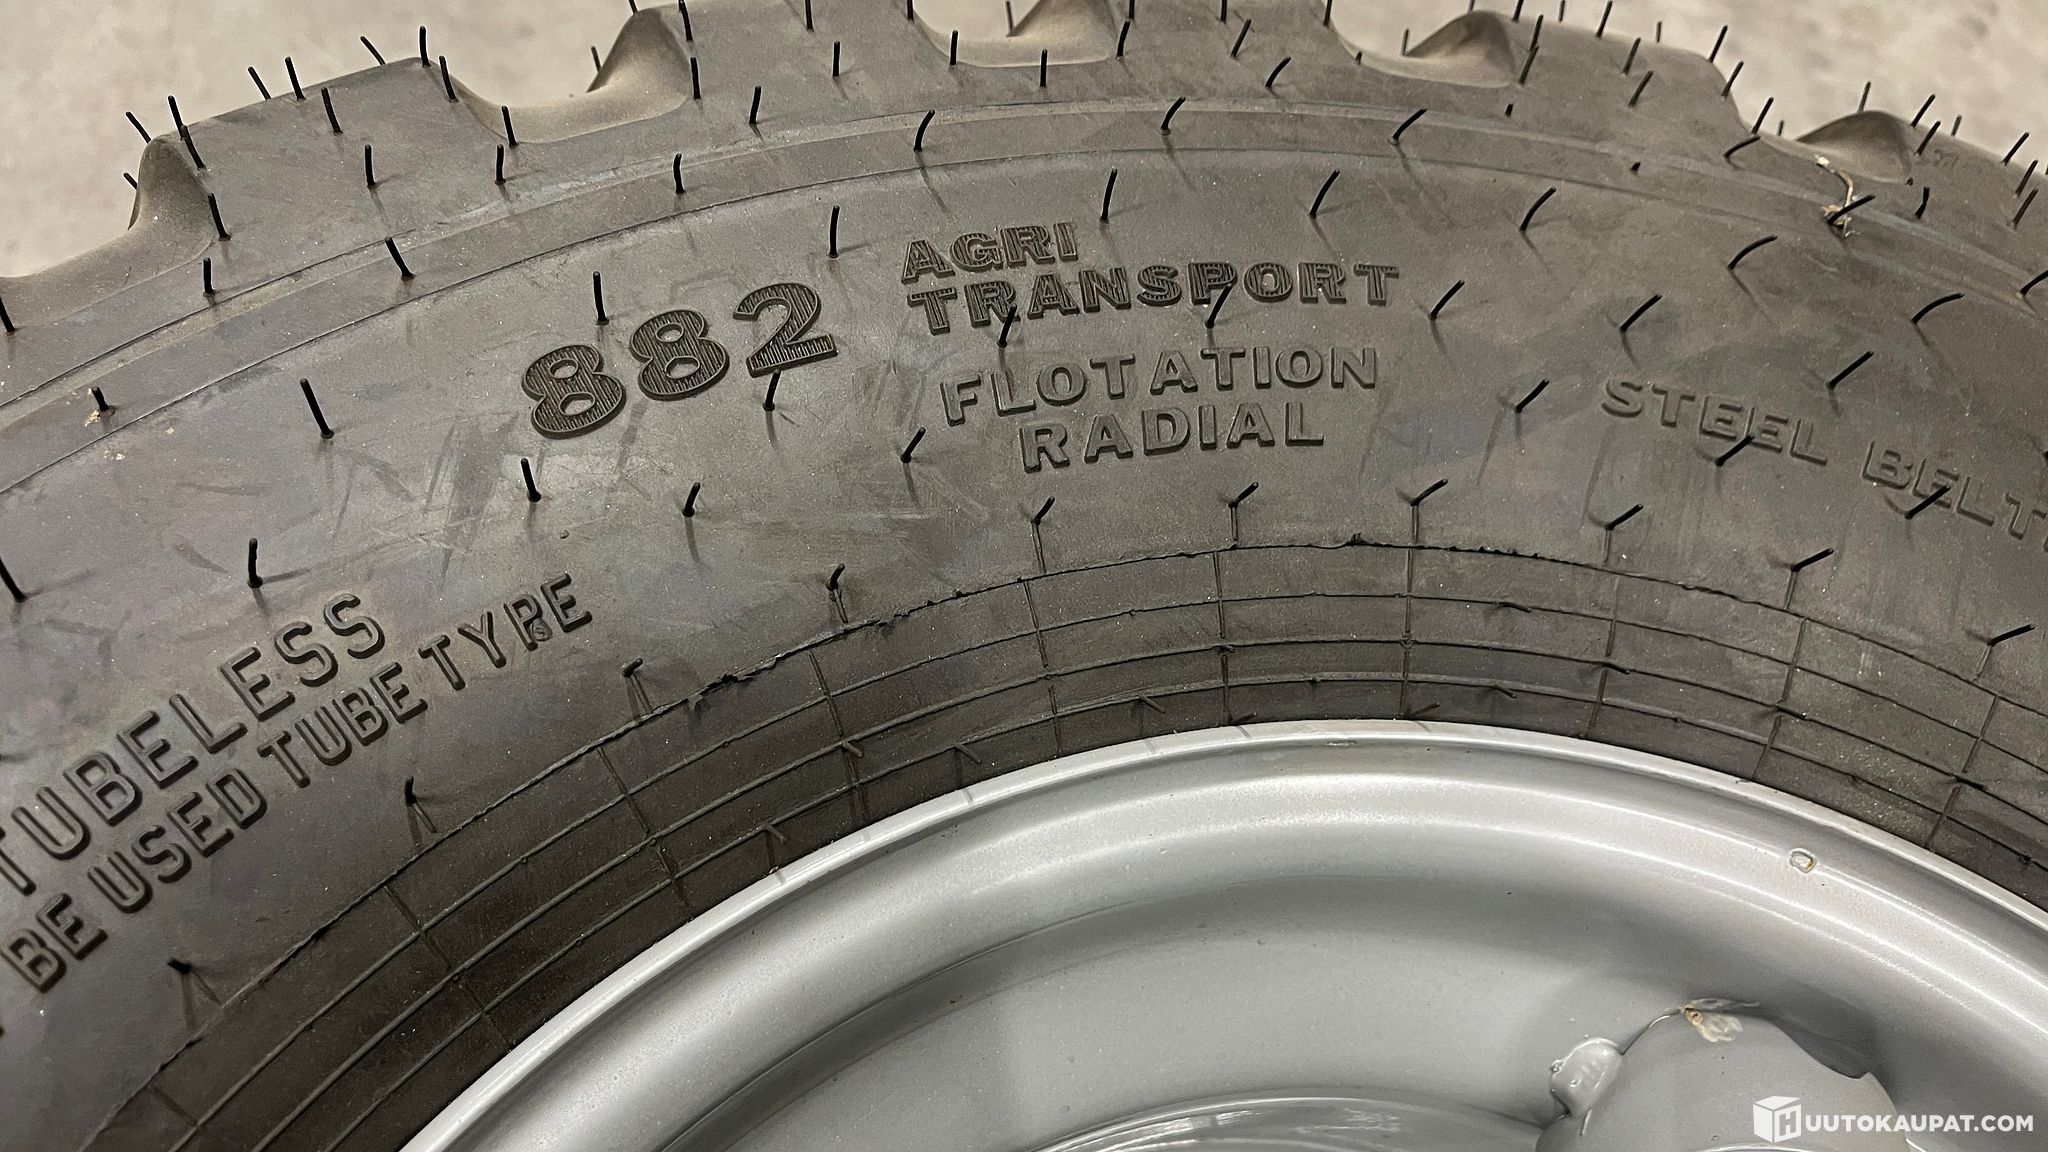 882
AGRI
TRANSPORT
FLOTATION
RADIAL
STEEL BELT
TUBELESS
BE USED TUBE TYPE
HUUTOKAUPAT.COM